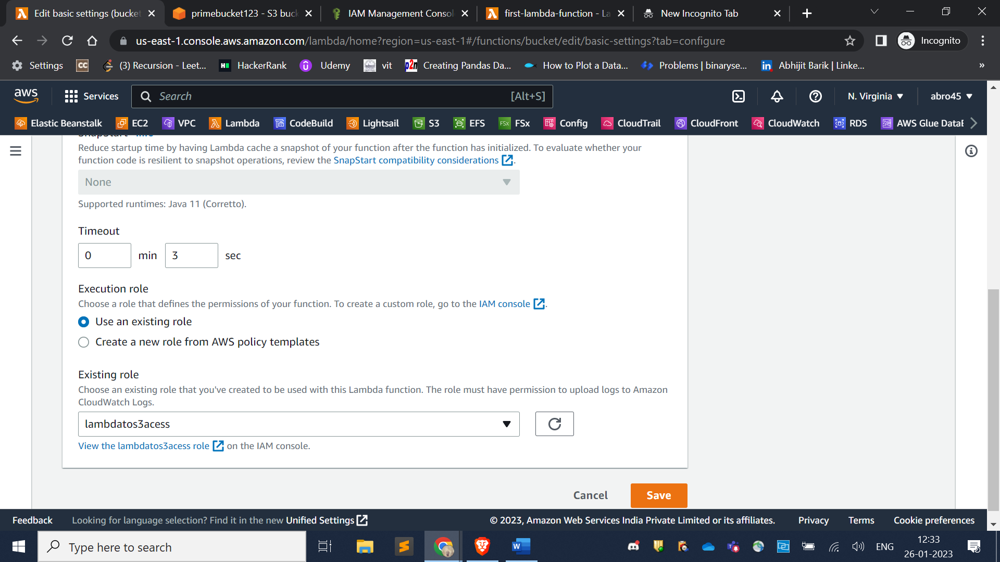 Edit basic settings (bucket
primebucket123 - S3 buck
IAM Management Consol
first-lambda-function - La
New Incognito Tab
us-east-1.console.aws.amazon.com/lambda/home?region=us-east-1#/functions/bucket/edit/basic-settings?tab=configure
Incognito
Settings
CC
(3) Recursion - Leet...
HackerRank
Udemy
vit
p2n
Creating Pandas Da...
How to Plot a Data...
Problems | binaryse...
in
Abhijit Barik | Linke...
»
aws
Services
Search
[Alt+S]
N. Virginia
abro45
Elastic Beanstalk
EC2
VPC
Lambda
CodeBuild
Lightsail
S3
EFS
FSx
FSx
Config
CloudTrail
CloudFront
CloudWatch
RDS
AWS Glue DataB
SnapStart Info
Reduce startup time by having Lambda cache a snapshot of your function after the function has initialized. To evaluate whether your
function code is resilient to snapshot operations, review the SnapStart compatibility considerations.
None
Supported runtimes: Java 11 (Corretto).
Timeout
0 min 3 sec
Execution role
Choose a role that defines the permissions of your function. To create a custom role, go to the IAM console.
Use an existing role
Create a new role from AWS policy templates
Existing role
Choose an existing role that you've created to be used with this Lambda function. The role must have permission to upload logs to Amazon
CloudWatch Logs.
lambdatos3acess
View the lambdatos3acess role on the IAM console.
Cancel
Save
Feedback
Looking for language selection? Find it in the new Unified Settings
© 2023, Amazon Web Services India Private Limited or its affiliates.
Privacy
Terms
Cookie preferences
Type here to search
ENG
12:33
26-01-2023